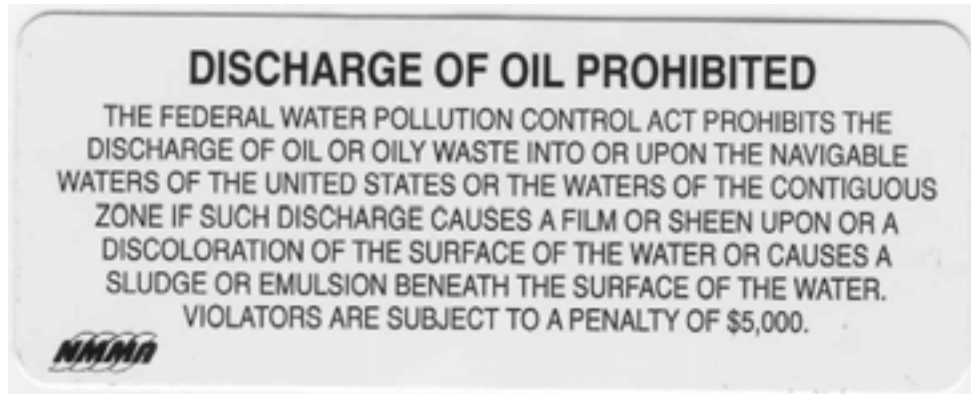 DISCHARGE OF OIL PROHIBITED
THE FEDERAL WATER POLLUTION CONTROL ACT PROHIBITS THE
DISCHARGE OF OIL OR OILY WASTE INTO OR UPON THE NAVIGABLE
WATERS OF THE UNITED STATES OR THE WATERS OF THE CONTIGUOUS
ZONE IF SUCH DISCHARGE CAUSES A FILM OR SHEEN UPON OR A
DISCOLORATION OF THE SURFACE OF THE WATER OR CAUSES A
SLUDGE OR EMULSION BENEATH THE SURFACE OF THE WATER.
VIOLATORS ARE SUBJECT TO A PENALTY OF $5,000.
NMMA